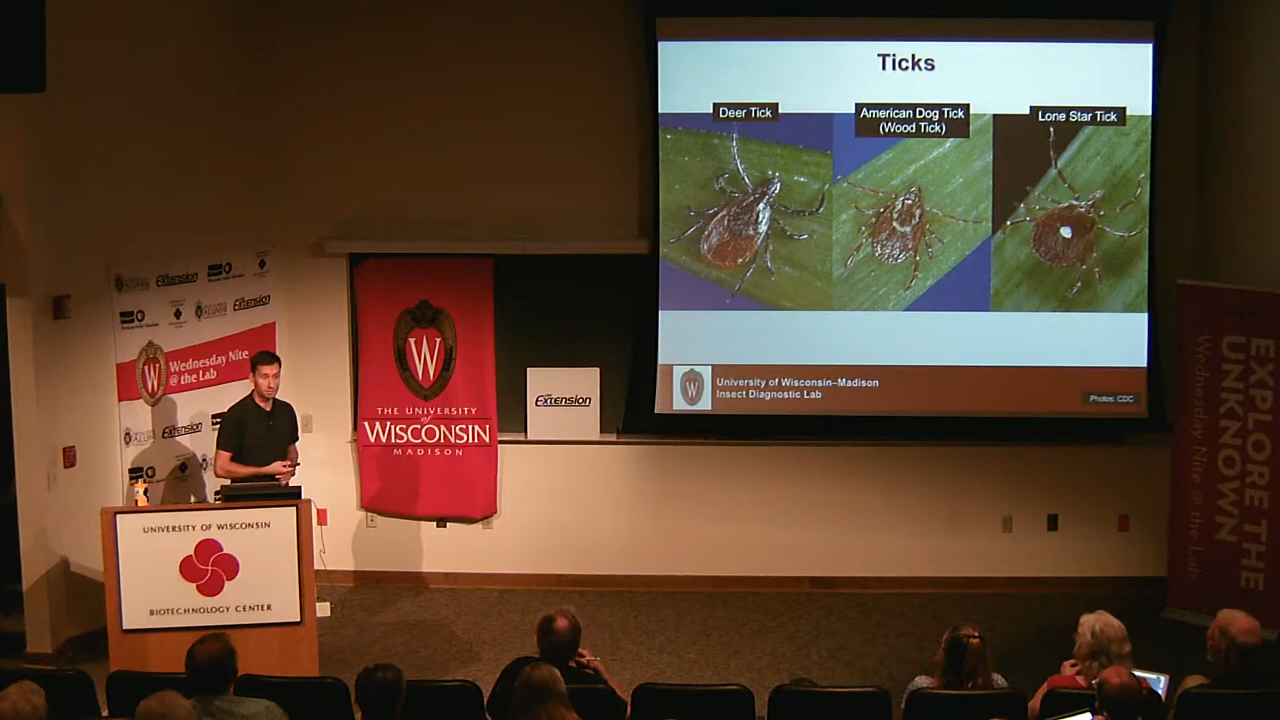 Ticks
Deer Tick
American Dog Tick
(Wood Tick)
Lone Star Tick
University of Wisconsin–Madison
Insect Diagnostic Lab
Photos: CDC
Extension
Extension
Wednesday Nite
@ the Lab
Extension
W
THE UNIVERSITY
of
WISCONSIN
MADISON
Extension
UNIVERSITY OF WISCONSIN
BIOTECHNOLOGY CENTER
EXPLORE THE
UNKNOWN
Wednesday Nite @ the Lab